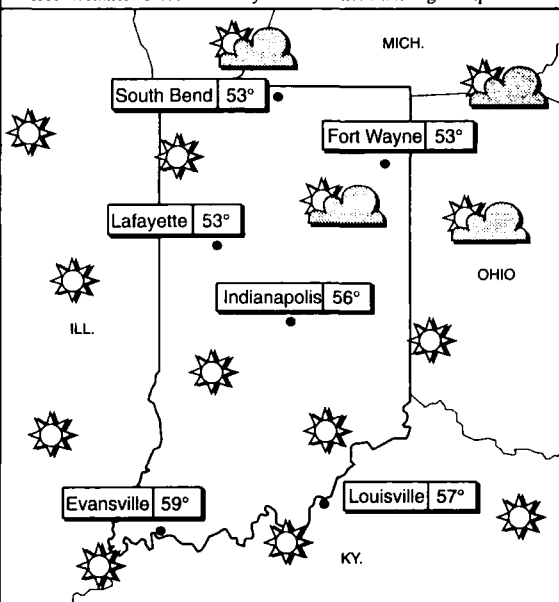 MICH.
South Bend 53°
Fort Wayne 53°
Lafayette 53°
OHIO
Indianapolis 56°
ILL.
Evansville 59°
Louisville 57°
KY.